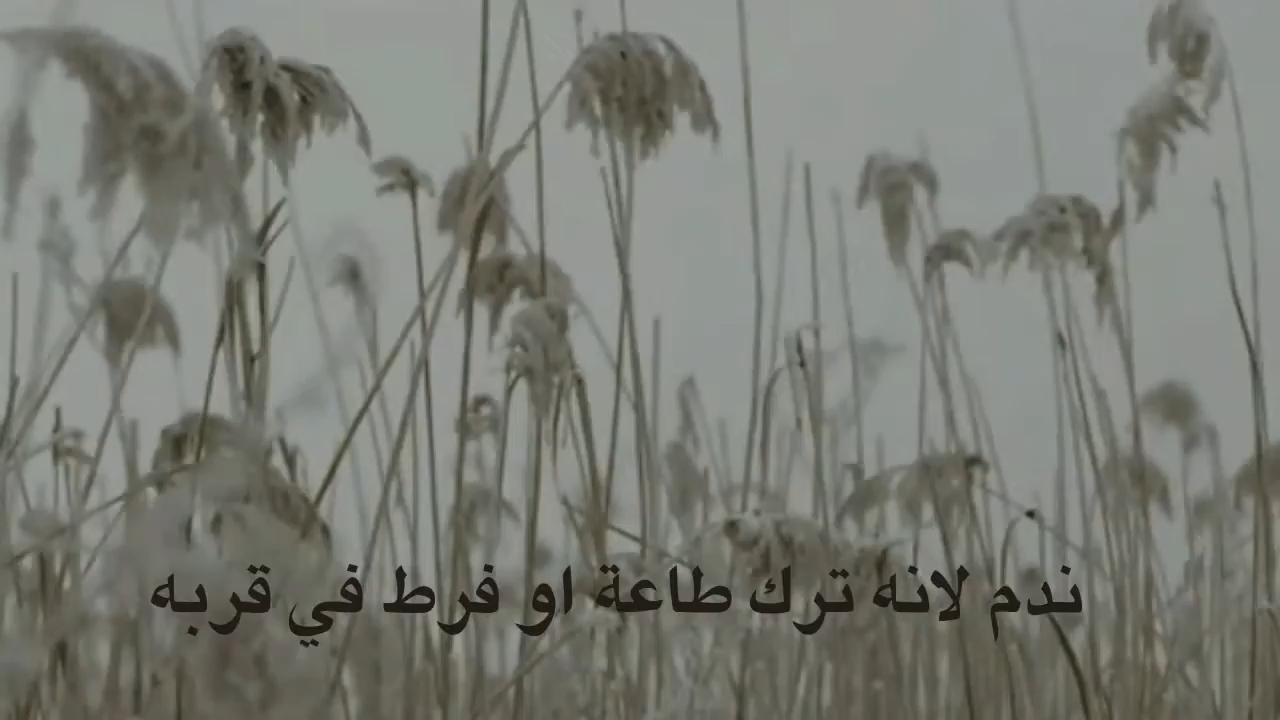 ندم لانه ترك طاعة او فرط في قربه